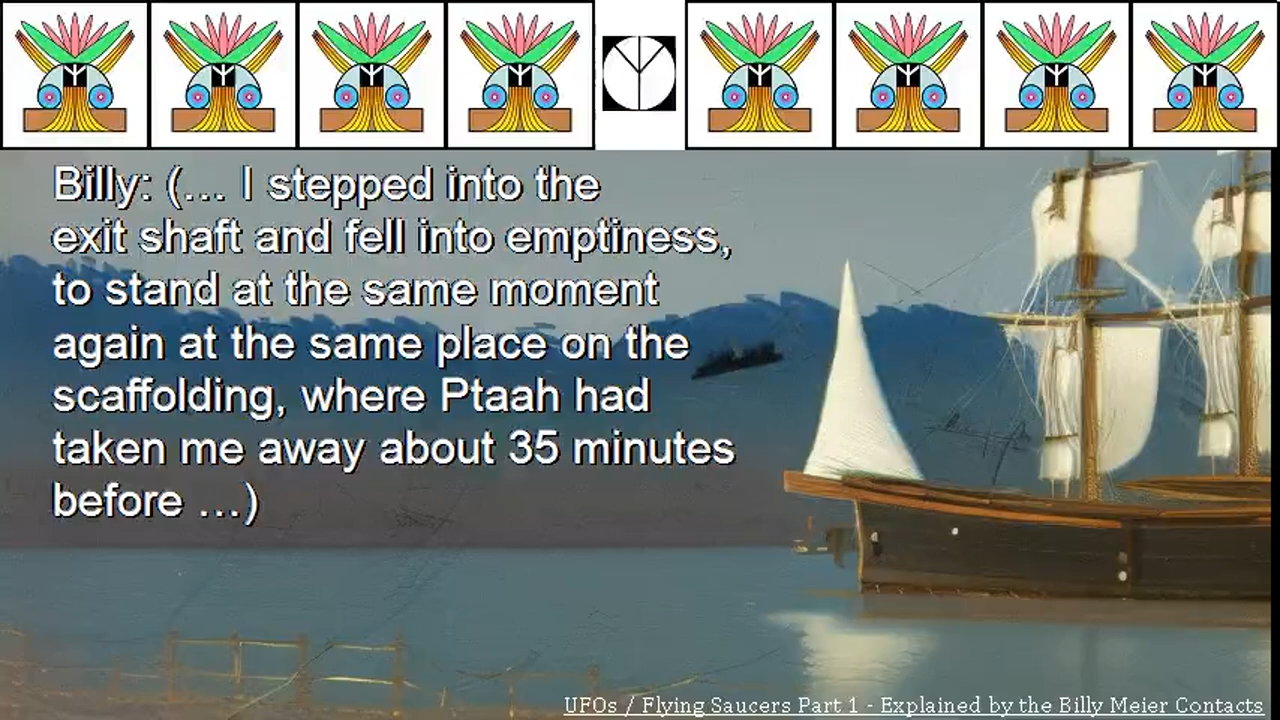 Billy: (… I stepped into the
exit shaft and fell into emptiness,
to stand at the same moment
again at the same place on the
scaffolding, where Ptaah had
taken me away about 35 minutes
before …)
UFOs / Flying Saucers Part 1 - Explained by the Billy Meier Contacts